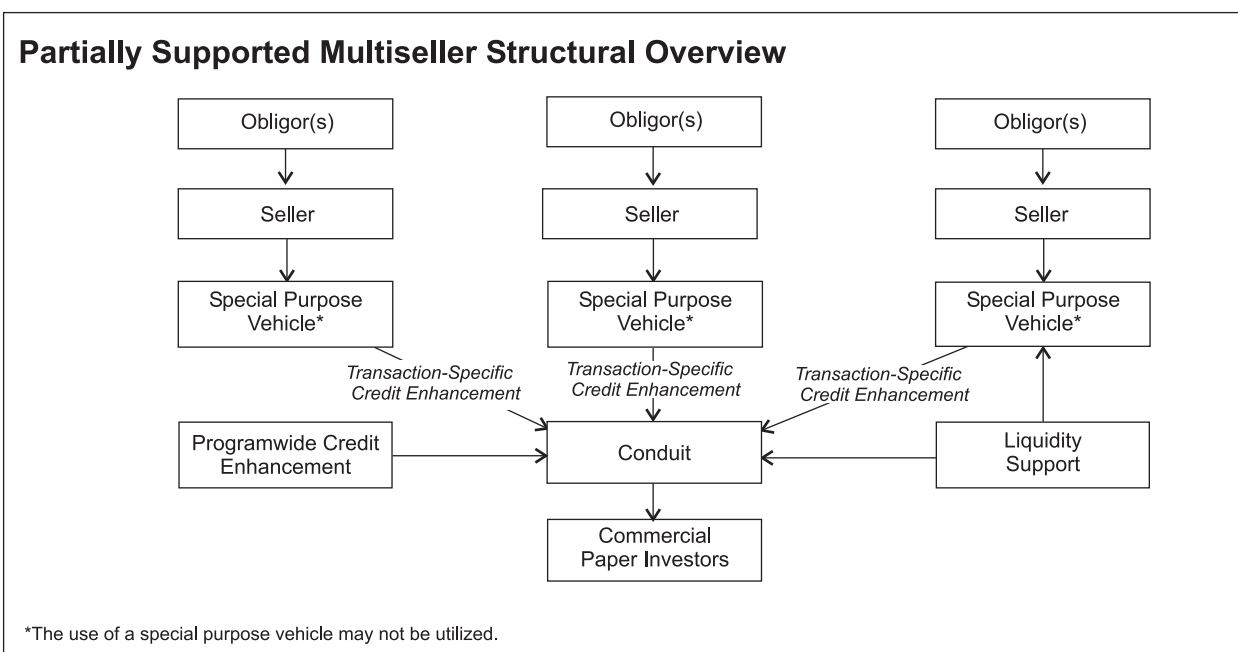 Partially Supported Multiseller Structural Overview
Obligor(s)
Obligor(s)
Obligor(s)
Seller
Seller
Seller
Special Purpose
Vehicle*
Special Purpose
Vehicle*
Special Purpose
Vehicle*
Transaction-Specific
Credit Enhancement
Transaction-Specific
Credit Enhancement
Transaction-Specific
Credit Enhancement
Programwide Credit
Enhancement
Conduit
Liquidity
Support
Commercial
Paper Investors
*The use of a special purpose vehicle may not be utilized.